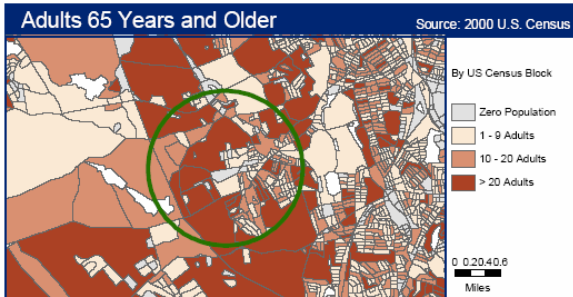 Adults 65 Years and Older
Source: 2000 U.S. Census
By US Census Block
Zero Population
1 - 9 Adults
10 - 20 Adults
> 20 Adults
0 0.20.40.6
Miles